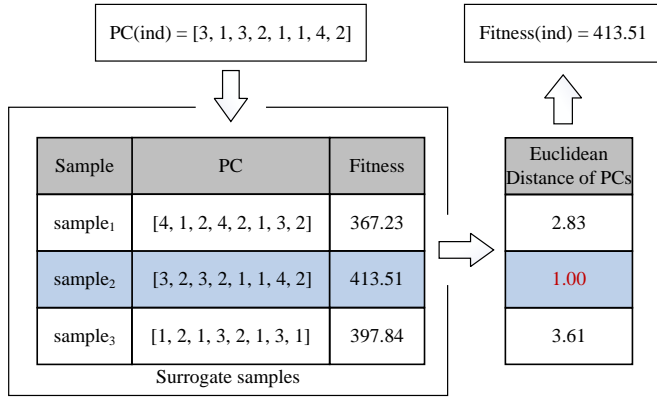 PC(ind) = [3, 1, 3, 2, 1, 1, 4, 2]
Fitness(ind) = 413.51
Sample PC Fitness
sample₁ [4, 1, 2, 4, 2, 1, 3, 2] 367.23
sample₂ [3, 2, 3, 2, 1, 1, 4, 2] 413.51
sample₃ [1, 2, 1, 3, 2, 1, 3, 1] 397.84
Surrogate samples
Euclidean
Distance of PCs
2.83
1.00
3.61